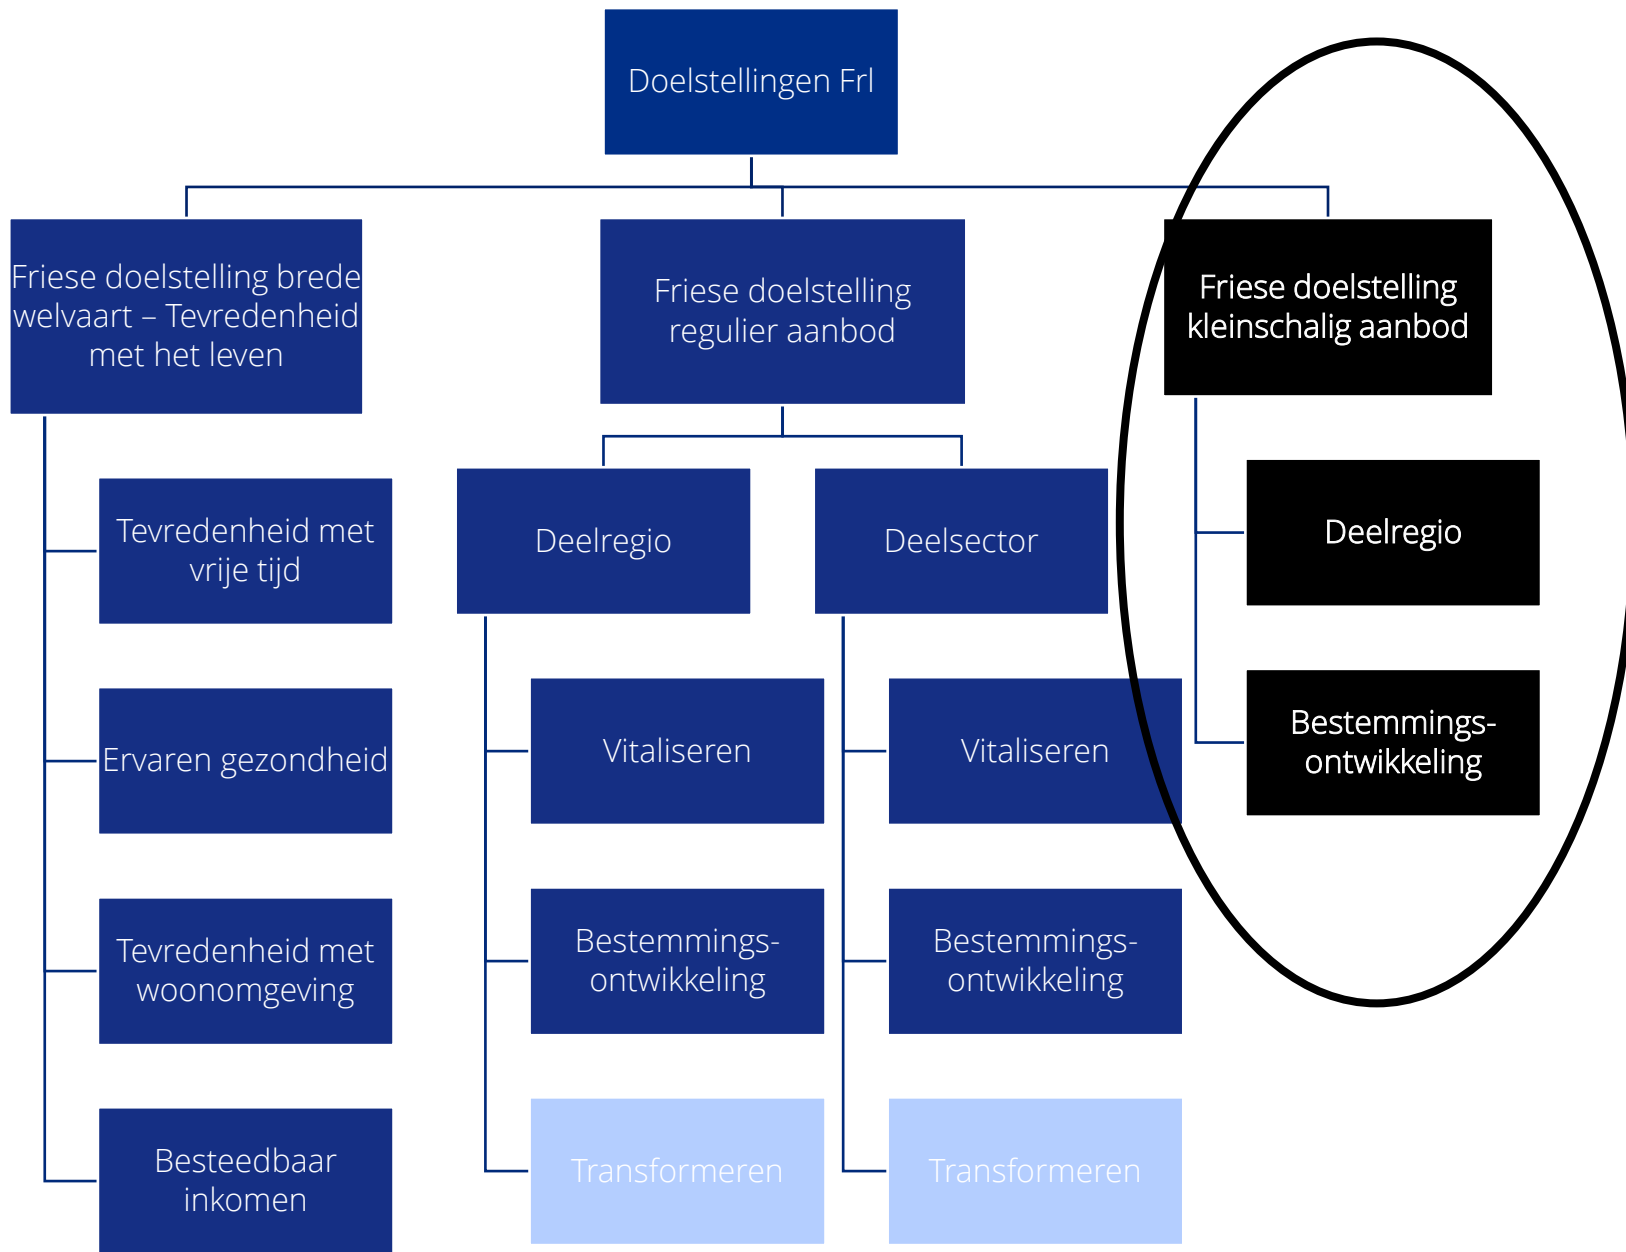 Doelstellingen Frl
Friese doelstelling brede
welvaart – Tevredenheid
met het leven
Tevredenheid met
vrije tijd
Ervaren gezondheid
Tevredenheid met
woonomgeving
Besteedbaar
inkomen
Friese doelstelling
regulier aanbod
Deelregio
Vitaliseren
Bestemmings-
ontwikkeling
Transformeren
Deelsector
Vitaliseren
Bestemmings-
ontwikkeling
Transformeren
Friese doelstelling
kleinschalig aanbod
Deelregio
Bestemmings-
ontwikkeling